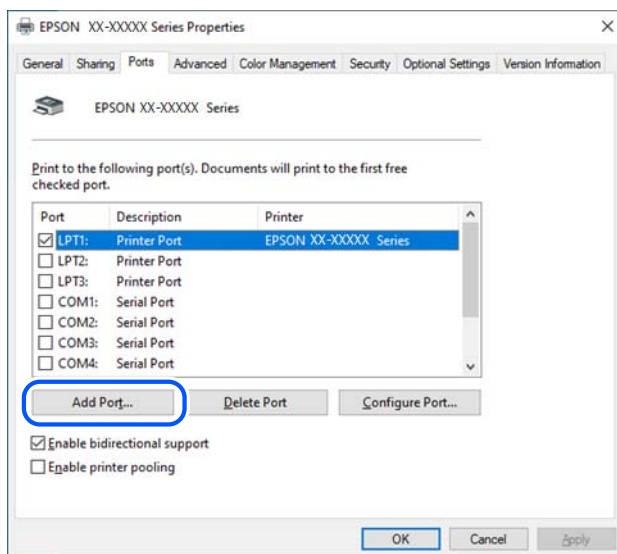 EPSON XX-XXXXX Series Properties
General Sharing Ports Advanced Color Management Security Optional Settings Version Information
EPSON XX-XXXXX Series
Print to the following port(s). Documents will print to the first free
checked port.
Port Description Printer
LPT1: Printer Port EPSON XX-XXXXX Series
LPT2: Printer Port
LPT3: Printer Port
COM1: Serial Port
COM2: Serial Port
COM3: Serial Port
COM4: Serial Port
Add Port... Delete Port Configure Port...
Enable bidirectional support
Enable printer pooling
OK Cancel Apply